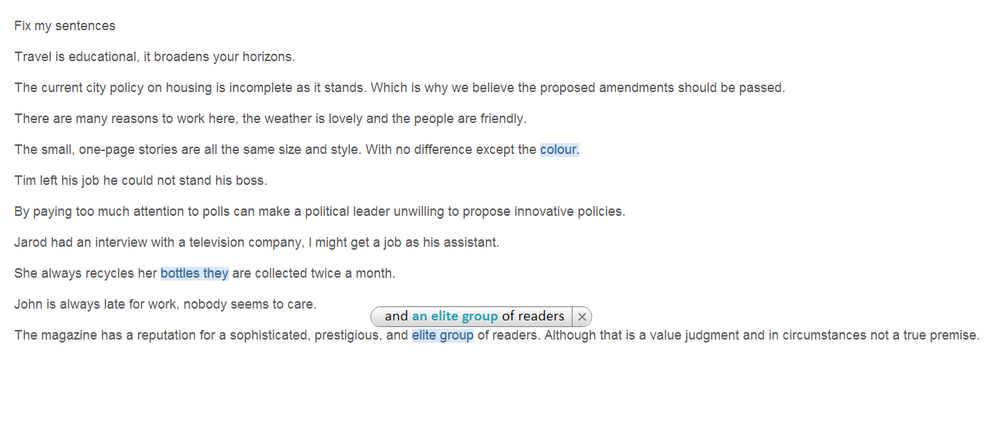 Fix my sentences
Travel is educational, it broadens your horizons.
The current city policy on housing is incomplete as it stands. Which is why we believe the proposed amendments should be passed.
There are many reasons to work here, the weather is lovely and the people are friendly.
The small, one-page stories are all the same size and style. With no difference except the colour.
Tim left his job he could not stand his boss.
By paying too much attention to polls can make a political leader unwilling to propose innovative policies.
Jarod had an interview with a television company, I might get a job as his assistant.
She always recycles her bottles they are collected twice a month.
John is always late for work, nobody seems to care.
and an elite group of readers
The magazine has a reputation for a sophisticated, prestigious, and elite group of readers. Although that is a value judgment and in circumstances not a true premise.